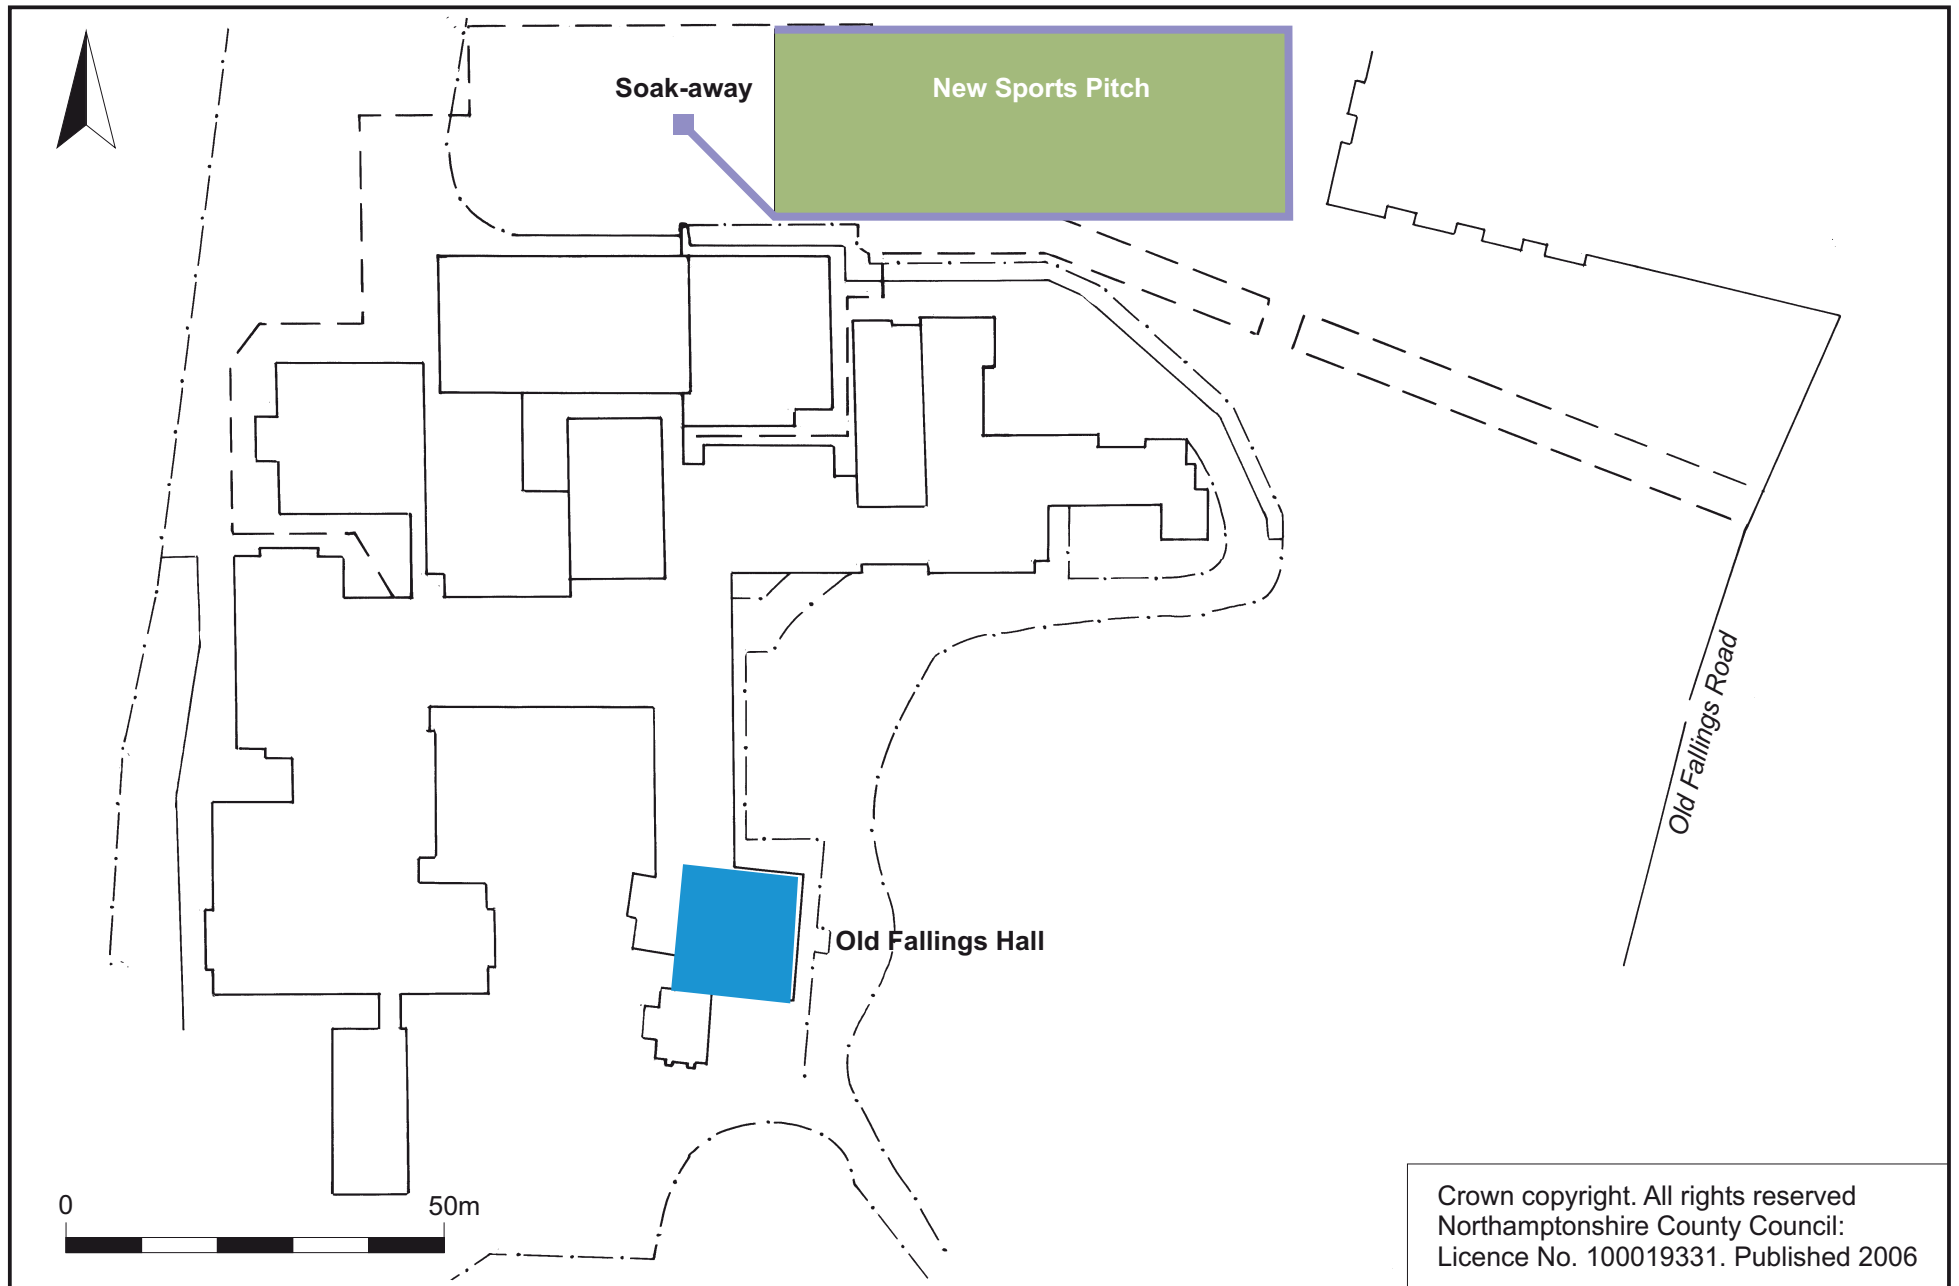 Soak-away
New Sports Pitch
Old Fallings Road
Old Fallings Hall
0
50m
Crown copyright. All rights reserved
Northamptonshire County Council:
Licence No. 100019331. Published 2006